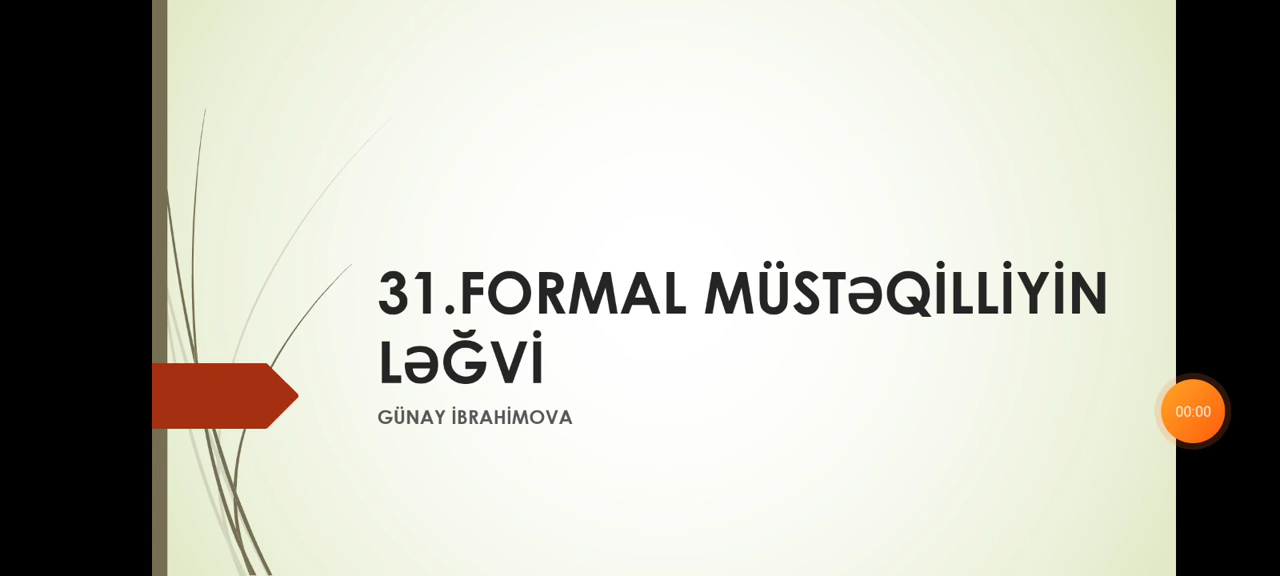 31.FORMAL MÜSTƏQİLLİYİN
LƏĞVİ
GÜNAY İBRAHİMOVA
00:00